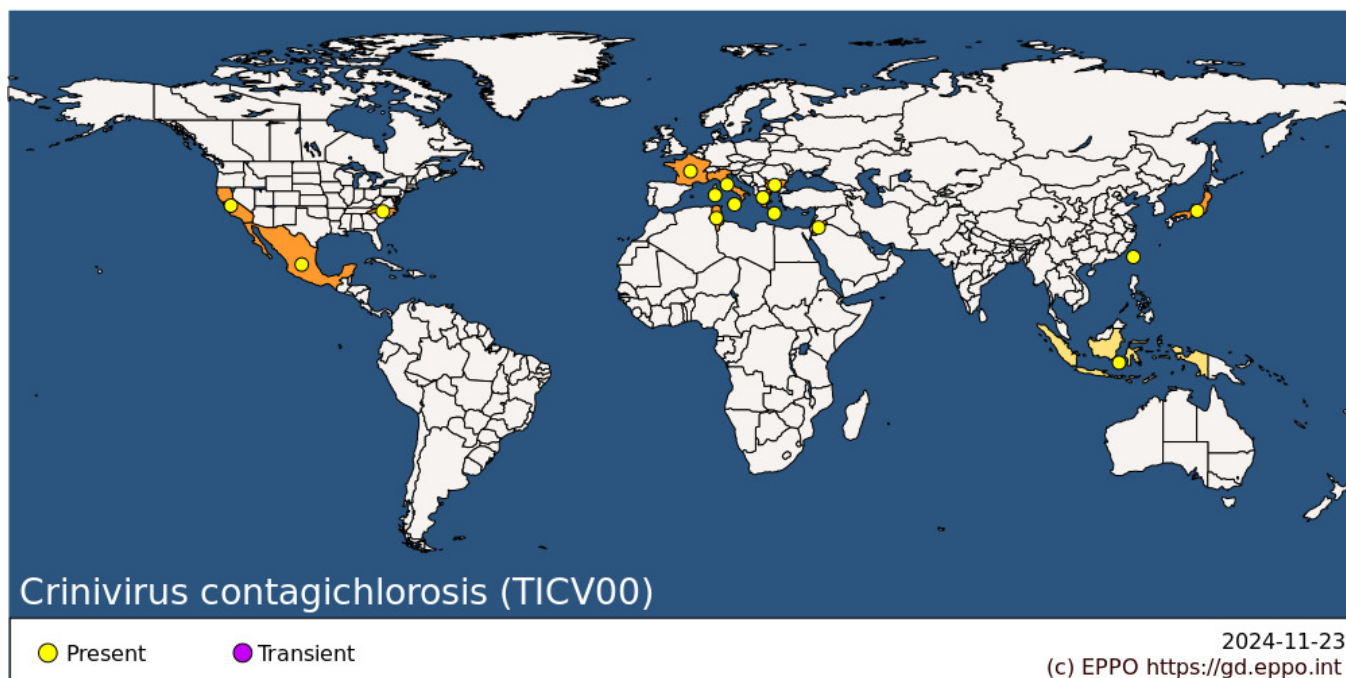 Crinivirus contagichlorosis (TICV00)
Present
Transient
2024-11-23
(c) EPPO https://gd.eppo.int